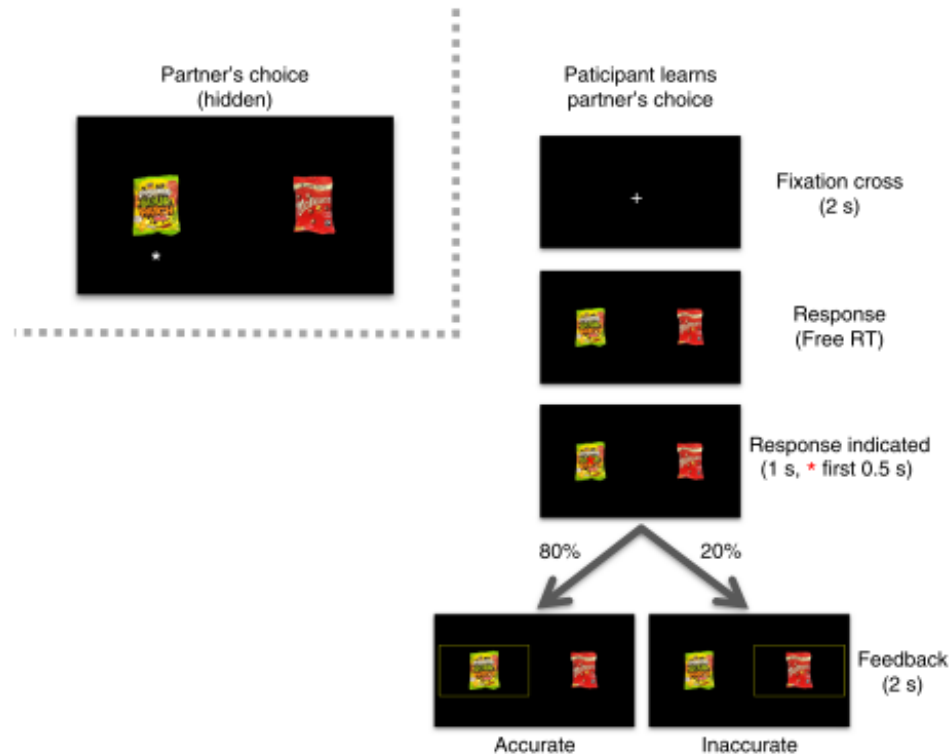 Partner's choice
(hidden)
*
Paticipant learns
partner's choice
+
Fixation cross
(2 s)
Response
(Free RT)
Response indicated
(1 s, * first 0.5 s)
80%
20%
Feedback
(2 s)
Accurate
Inaccurate